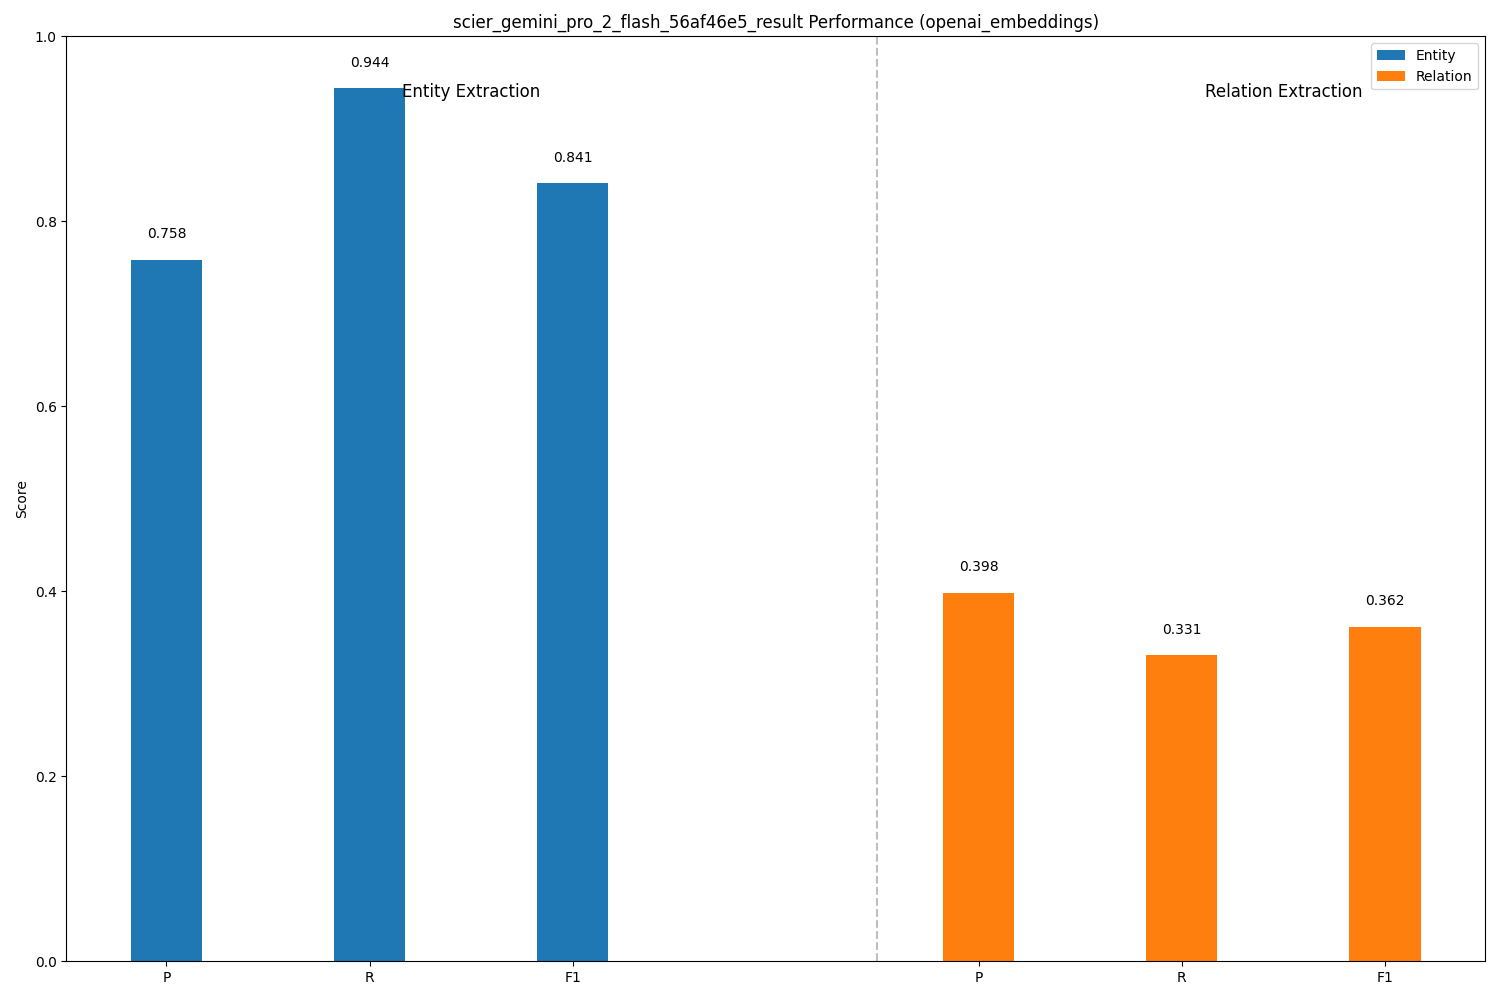 scier_gemini_pro_2_flash_56af46e5_result Performance (openai_embeddings)
Entity
Relation
Entity Extraction
Relation Extraction
Score
1.0
0.8
0.6
0.4
0.2
0.0
0.758
0.944
0.841
0.398
0.331
0.362
P
R
F1
P
R
F1